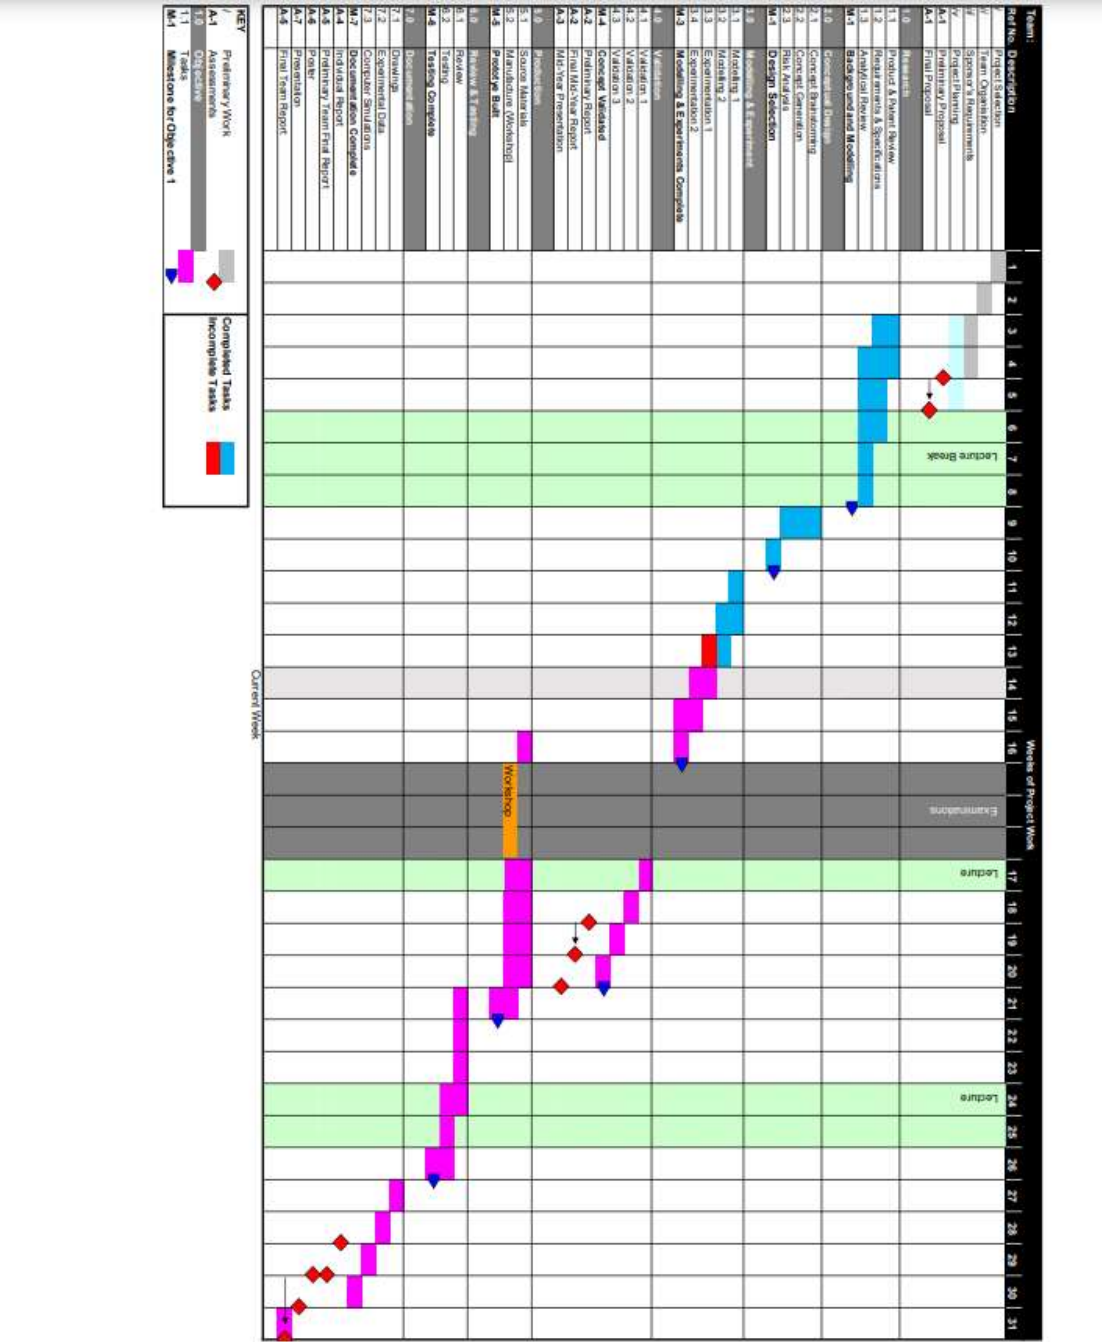 Team:
Weeks of Project Work
Ref No. Description
1 2 3 4 5 6 7 8 9 10 11 12 13 14 15 16 17 18 19 20 21 22 23 24 25 26 27 28 29 30 31
Project Selection
Team Organisation
Sponsor's Requirements
Project Planning
A-1 Preliminary Proposal
A-1 Final Proposal
Lecture Break
Examinations
Lecture
Lecture
1.0 Research
1.1 Product & Patent Review
1.2 Requirements & Specifications
1.3 Analytical Review
M-1 Background Modelling
2.0 Conceptual Design
2.1 Concept Brainstorming
2.2 Concept Generation
2.3 Risk Analysis
M-1 Design Selection
3.0 Modelling & Experiment
3.1 Modelling 1
3.2 Modelling 2
3.3 Experimentation 1
3.4 Experimentation 2
M-3 Modelling & Experiments Complete
Validation
4.1 Validation 1
4.2 Validation 2
4.3 Validation 3
M-4 Concept Validated
A-2 Preliminary Report
A-2 Final Mid-Year Report
A-3 Mid-Year Presentation
Production
5.1 Source Materials
5.2 Manufacture (Workshop)
Workshop
M-5
Review & Testing
6.1 Review
6.2 Testing
M-6 Testing Complete
7.0 Documentation
7.1 Drawings
7.2 Experimental Data
7.3 Computer Simulations
M-7 Documentation Complete
A-4 Individual Report
A-5 Preliminary Team Final Report
A-6 Poster
A-7 Presentation
A-5 Final Team Report
Current Week
KEY
/ Preliminary Work
A-1 Assessments
1.0 Objective
1.1 Tasks
M-1 Milestone for Objective 1
Completed Tasks
Incomplete Tasks